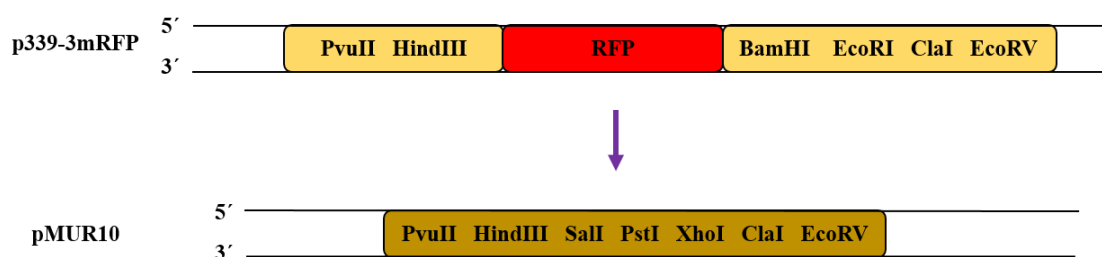 5´
p339-3mRFP PvuII HindIII RFP BamHI EcoRI ClaI EcoRV
3´
5´
pMUR10 PvuII HindIII SalI PstI XhoI ClaI EcoRV
3´